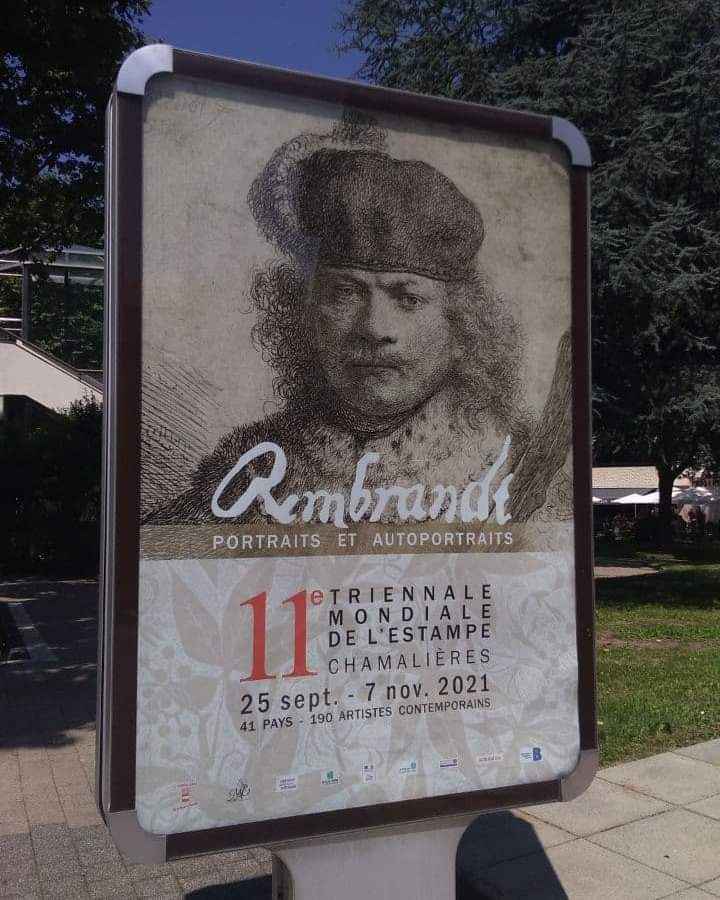 Rembrandt
PORTRAITS ET AUTOPORTRAITS
11e TRIENNALE
MONDIALE
DE L'ESTAMPE
CHAMALIÈRES
25 sept. - 7 nov. 2021
41 PAYS - 190 ARTISTES CONTEMPORAINS